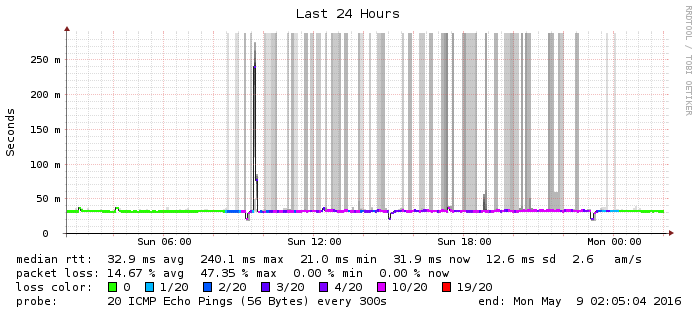 Last 24 Hours
RRDTOOL / TOBI OETIKER
Seconds
250 m
200 m
150 m
100 m
50 m
0
Sun 06:00 Sun 12:00 Sun 18:00 Mon 00:00
median rtt: 32.9 ms avg 240.1 ms max 21.0 ms min 31.9 ms now 12.6 ms sd 2.6 am/s
packet loss: 14.67 % avg 47.35 % max 0.00 % min 0.00 % now
loss color: 0 1/20 2/20 3/20 4/20 10/20 19/20
probe: 20 ICMP Echo Pings (56 Bytes) every 300s end: Mon May 9 02:05:04 2016